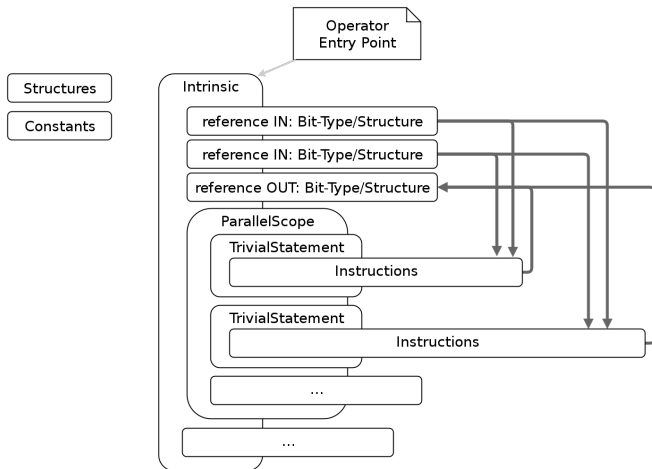 Operator
Entry Point
Structures
Constants
Intrinsic
reference IN: Bit-Type/Structure
reference IN: Bit-Type/Structure
reference OUT: Bit-Type/Structure
ParallelScope
TrivialStatement
Instructions
TrivialStatement
Instructions
...
...